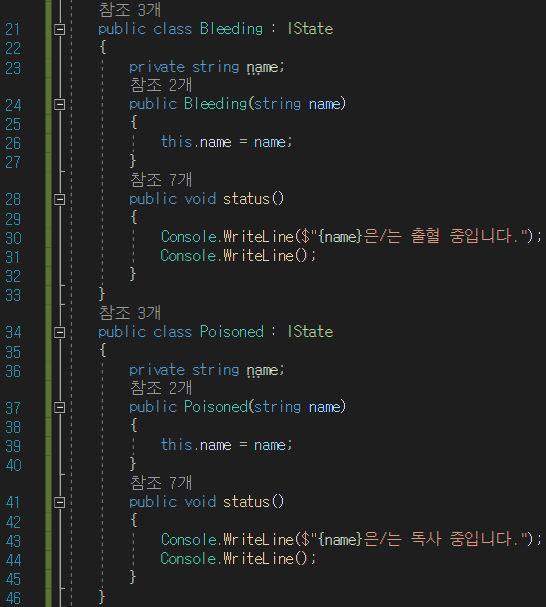 참조 3개
21 public class Bleeding : IState
22 {
23 private string name;
참조 2개
24 public Bleeding(string name)
25 {
26 this.name = name;
27 }
참조 7개
28 public void status()
29 {
30 Console.WriteLine($"{name}은/는 출혈 중입니다.");
31 Console.WriteLine();
32 }
33 }
참조 3개
34 public class Poisoned : IState
35 {
36 private string name;
참조 2개
37 public Poisoned(string name)
38 {
39 this.name = name;
40 }
참조 7개
41 public void status()
42 {
43 Console.WriteLine($"{name}은/는 독사 중입니다.");
44 Console.WriteLine();
45 }
46 }